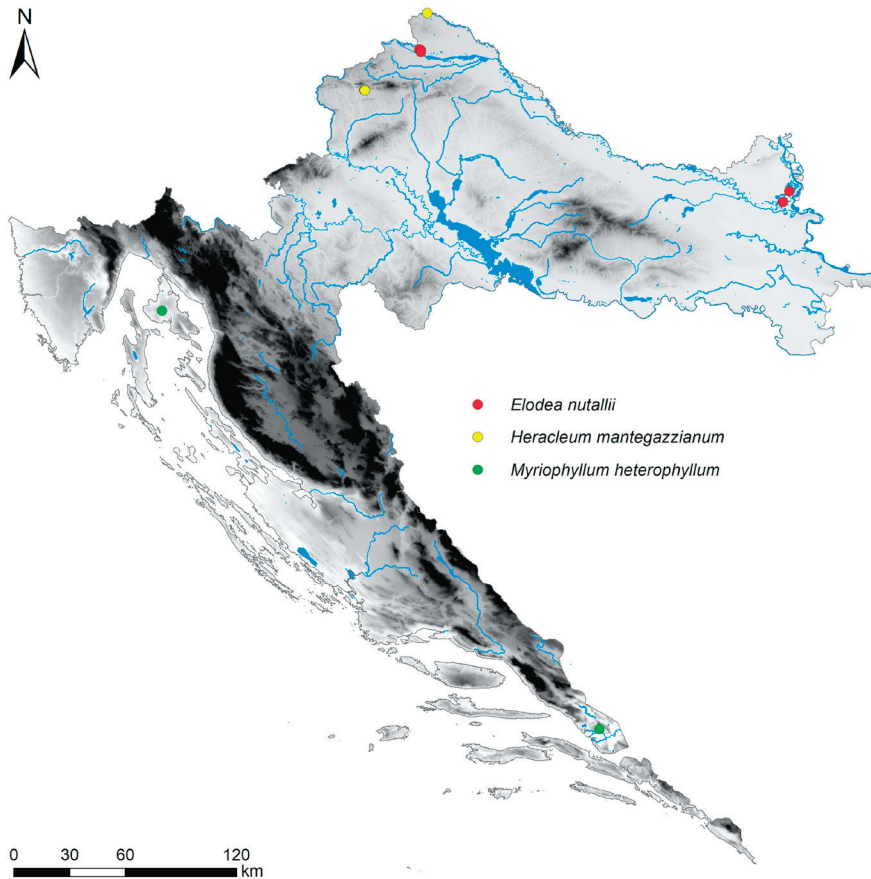 N
Elodea nutallii
Heracleum mantegazzianum
Myriophyllum heterophyllum
0 30 60 120
km